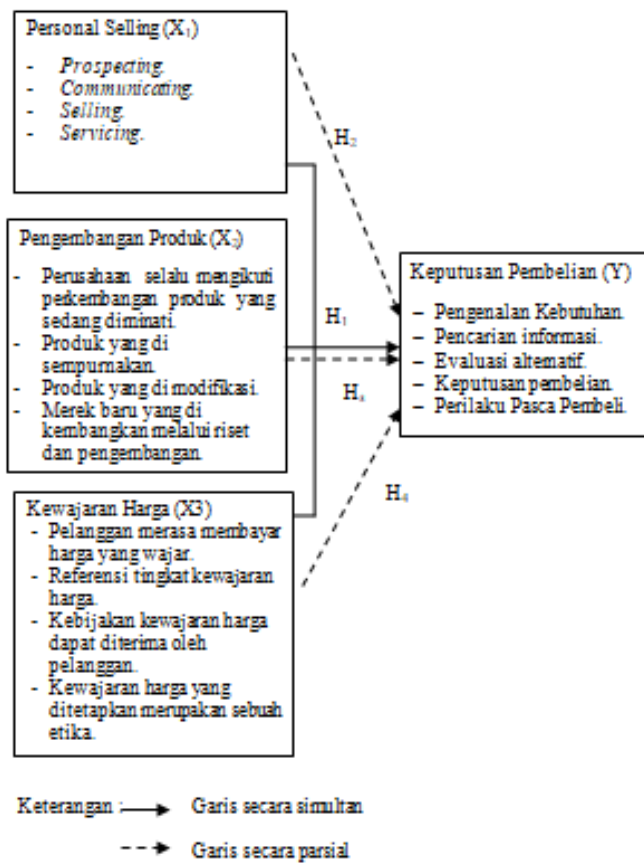 Personal Selling (X₁)
- Prospecting.
- Communicating.
- Selling.
- Servicing.
H₂
Pengembangan Produk (X₂)
- Perusahaan selalu mengikuti
perkembangan produk yang
sedang diminati.
- Produk yang di
sempurnakan.
- Produk yang di modifikasi.
- Merek baru yang di
kembangkan melalui riset
dan pengembangan.
H₁
H₃
Keputusan Pembelian (Y)
– Pengenalan Kebutuhan.
– Pencarian informasi.
– Evaluasi alternatif.
– Keputusan pembelian.
– Perilaku Pasca Pembeli.
Kewajaran Harga (X3)
- Pelanggan merasa membayar
harga yang wajar.
- Referensi tingkat kewajaran
harga.
- Kebijakan kewajaran harga
dapat diterima oleh
pelanggan.
- Kewajaran harga yang
ditetapkan merupakan sebuah
etika.
H₄
Keterangan : Garis secara simultan
Garis secara parsial